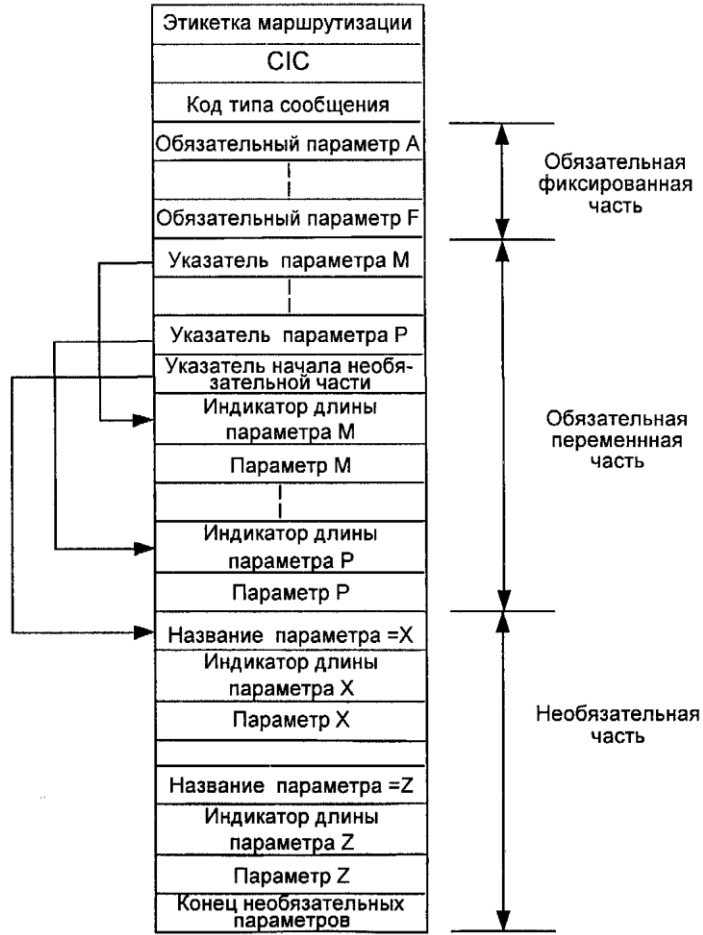 Этикетка маршрутизации
CIC
Код типа сообщения
Обязательный параметр A
Обязательный параметр F
Указатель параметра M
Указатель параметра P
Указатель начала необя-
зательной части
Индикатор длины
параметра M
Параметр M
Индикатор длины
параметра P
Параметр P
Название параметра =X
Индикатор длины
параметра X
Параметр X
Название параметра =Z
Индикатор длины
параметра Z
Параметр Z
Конец необязательных
параметров
Обязательная
фиксированная
часть
Обязательная
переменнная
часть
Необязательная
часть